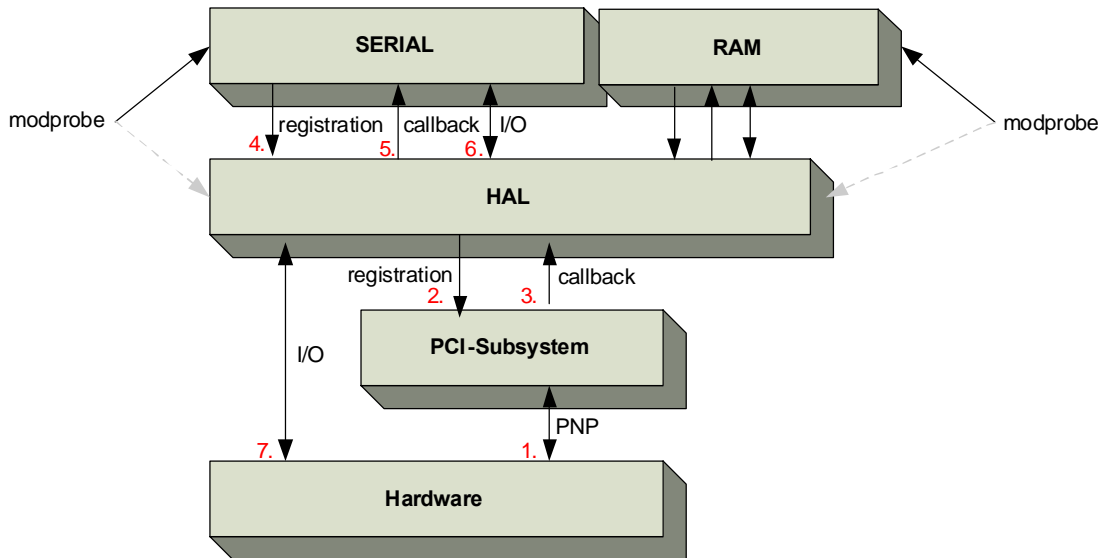 SERIAL
RAM
modprobe
registration
callback
I/O
modprobe
4.
5.
6.
HAL
registration
callback
2.
3.
PCI-Subsystem
I/O
PNP
7.
1.
Hardware